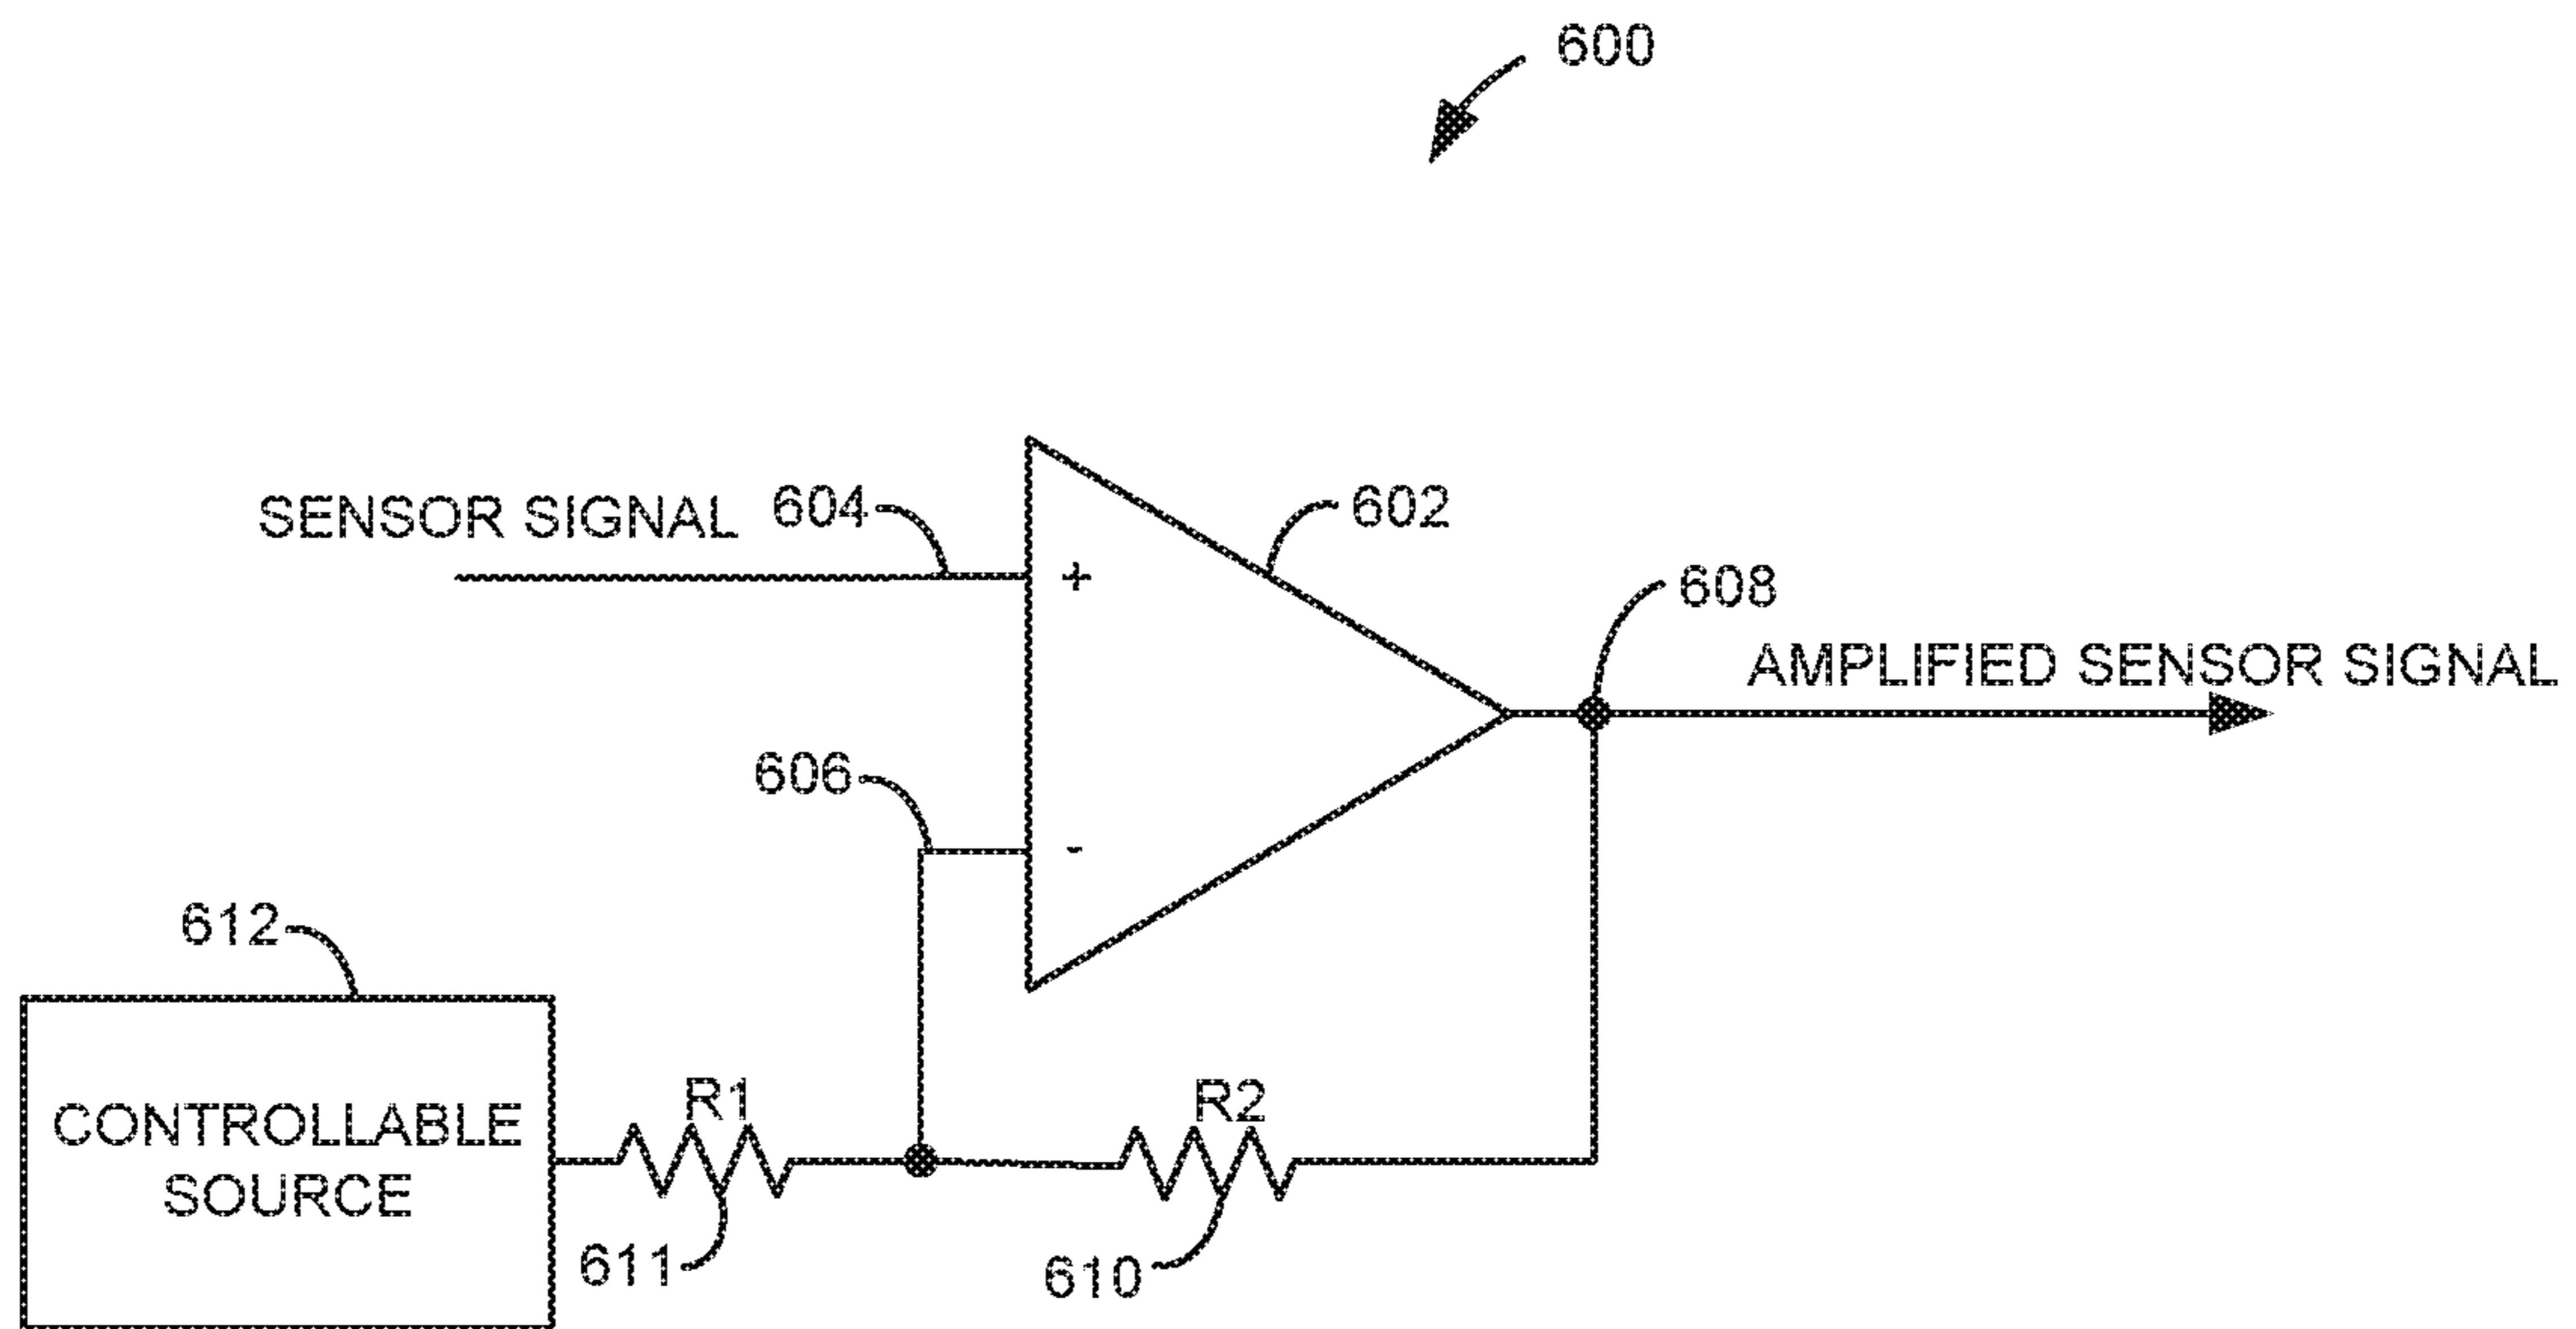 600
SENSOR SIGNAL 604
602
+
608
AMPLIFIED SENSOR SIGNAL
606
-
612
CONTROLLABLE
SOURCE
R1
R2
611
610